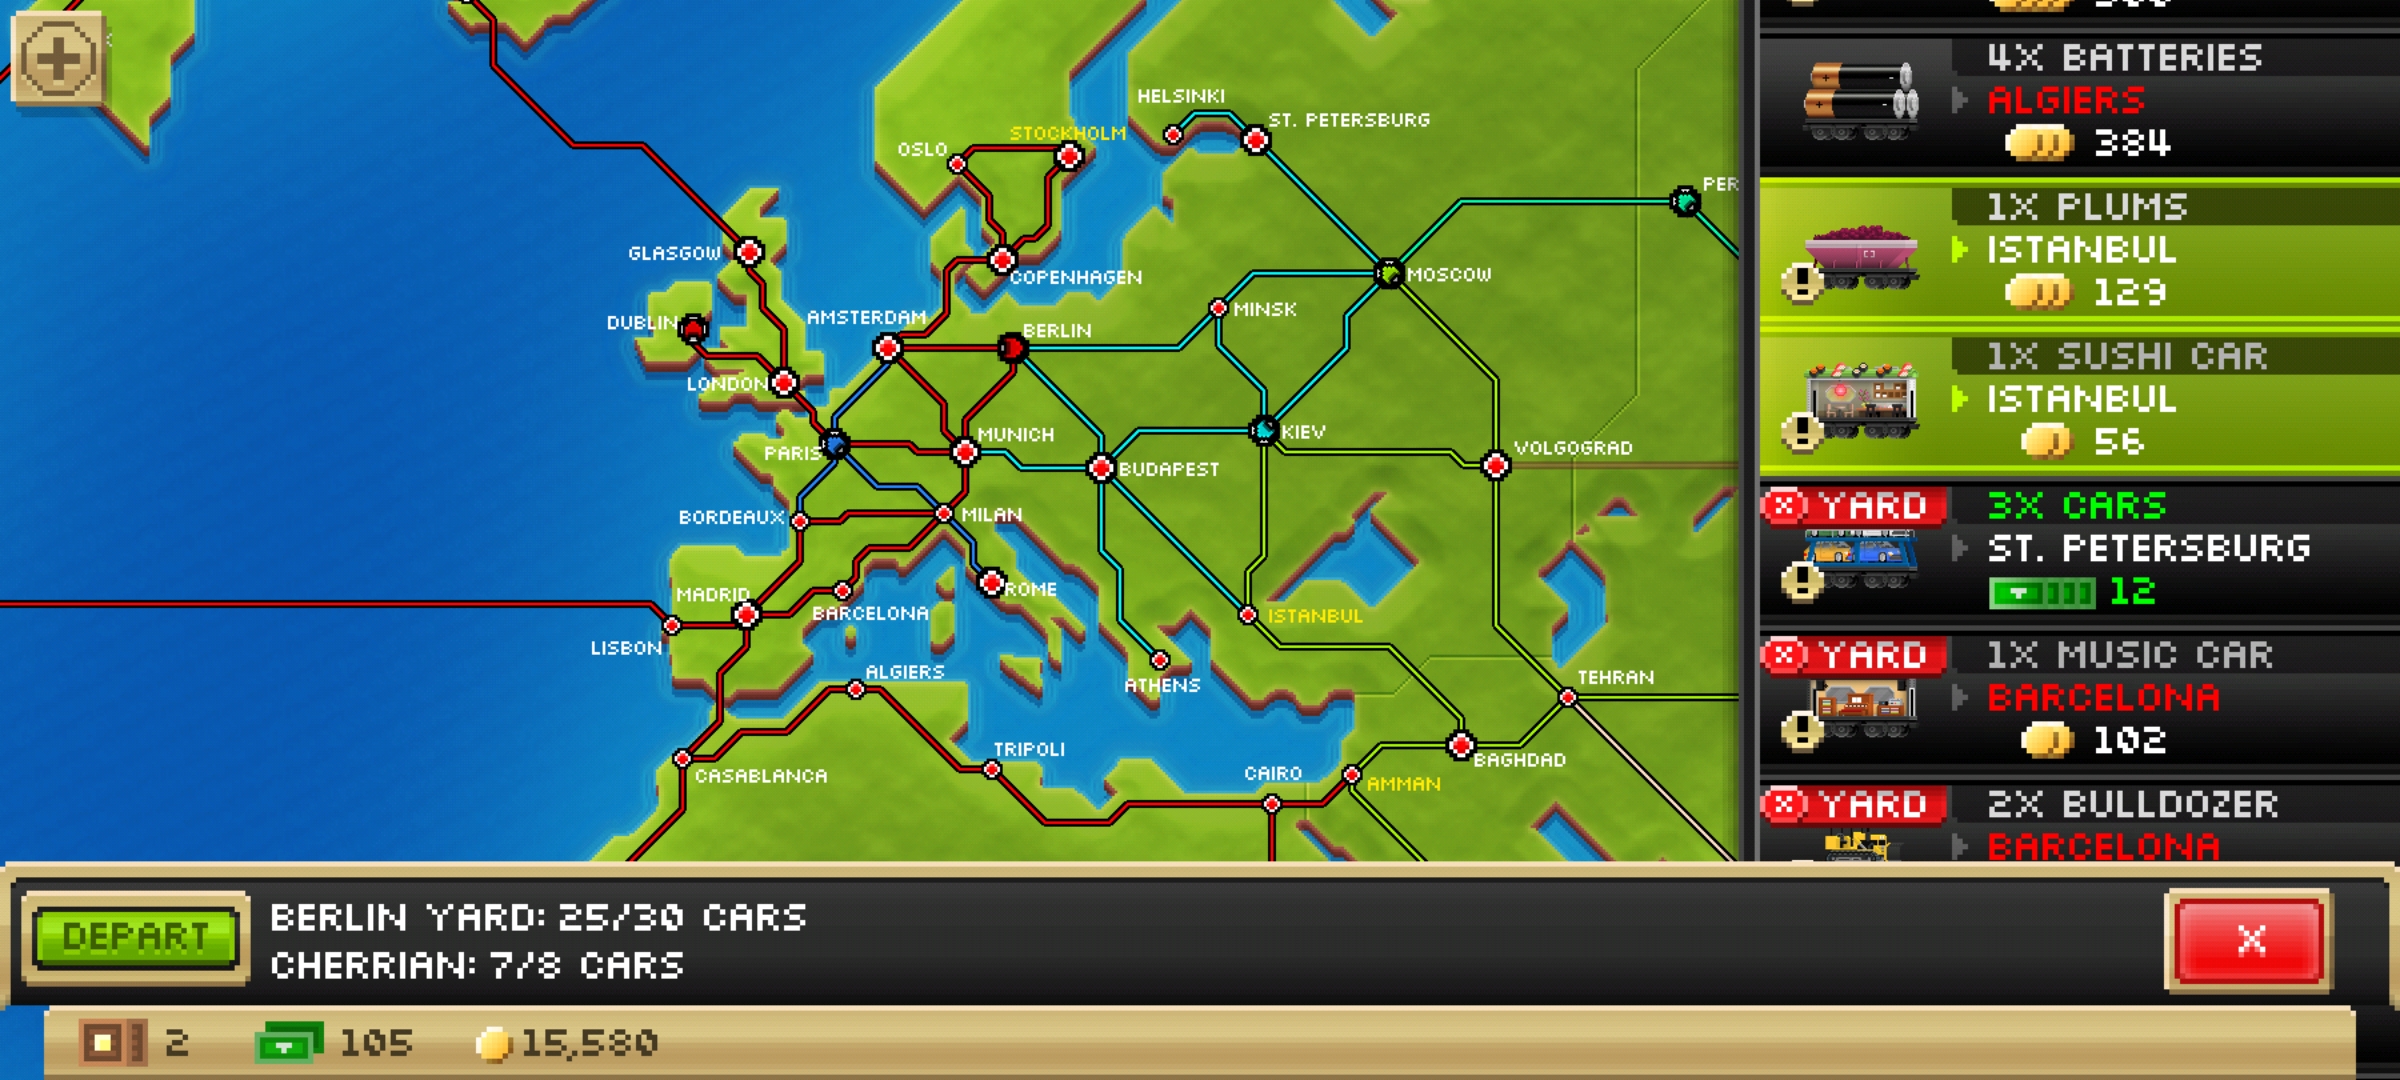 HELSINKI
ST. PETERSBURG
STOCKHOLM
OSLO
GLASGOW
COPENHAGEN
MOSCOW
DUBLIN
AMSTERDAM
BERLIN
MINSK
LONDON
PARIS
MUNICH
BUDAPEST
KIEV
VOLGOGRAD
BORDEAUX
MILAN
MADRID
BARCELONA
ROME
ISTANBUL
LISBON
ALGIERS
ATHENS
TEHRAN
CASABLANCA
TRIPOLI
CAIRO
AMMAN
BAGHDAD
4X BATTERIES
ALGIERS
384
1X PLUMS
ISTANBUL
129
1X SUSHI CAR
ISTANBUL
56
YARD
3X CARS
ST. PETERSBURG
12
YARD
1X MUSIC CAR
BARCELONA
102
YARD
2X BULLDOZER
BARCELONA
DEPART
BERLIN YARD: 25/30 CARS
CHERRIAN: 7/8 CARS
X
2
105
15,580